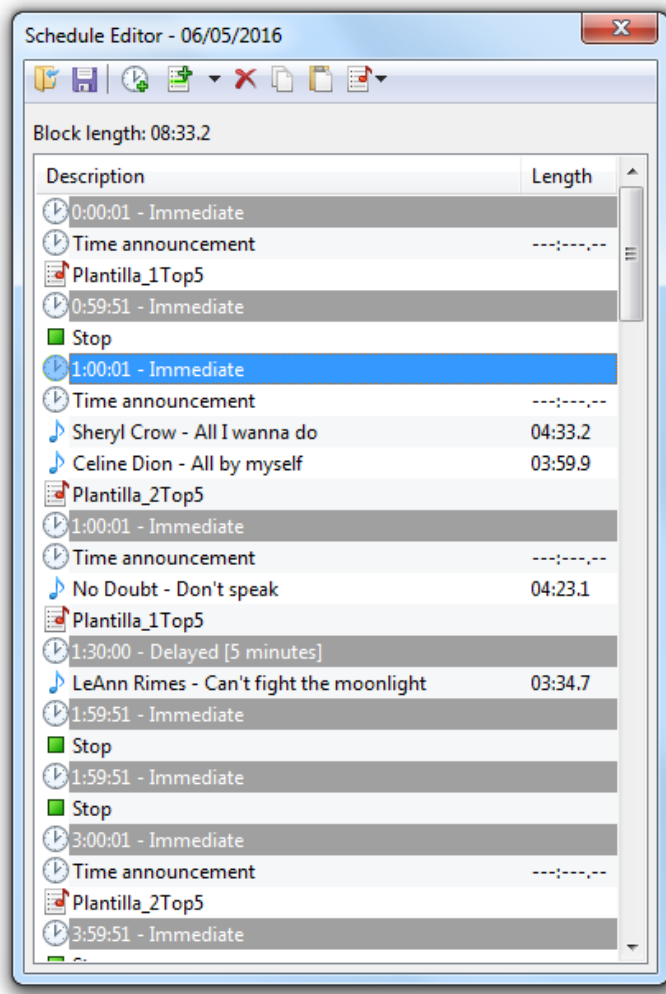 Schedule Editor - 06/05/2016
Block length: 08:33.2
Description Length
0:00:01 - Immediate
Time announcement ---:---.--
Plantilla_1Top5
0:59:51 - Immediate
Stop
1:00:01 - Immediate
Time announcement ---:---.--
Sheryl Crow - All I wanna do 04:33.2
Celine Dion - All by myself 03:59.9
Plantilla_2Top5
1:00:01 - Immediate
Time announcement ---:---.--
No Doubt - Don't speak 04:23.1
Plantilla_1Top5
1:30:00 - Delayed [5 minutes]
LeAnn Rimes - Can't fight the moonlight 03:34.7
1:59:51 - Immediate
Stop
1:59:51 - Immediate
Stop
3:00:01 - Immediate
Time announcement ---:---.--
Plantilla_2Top5
3:59:51 - Immediate